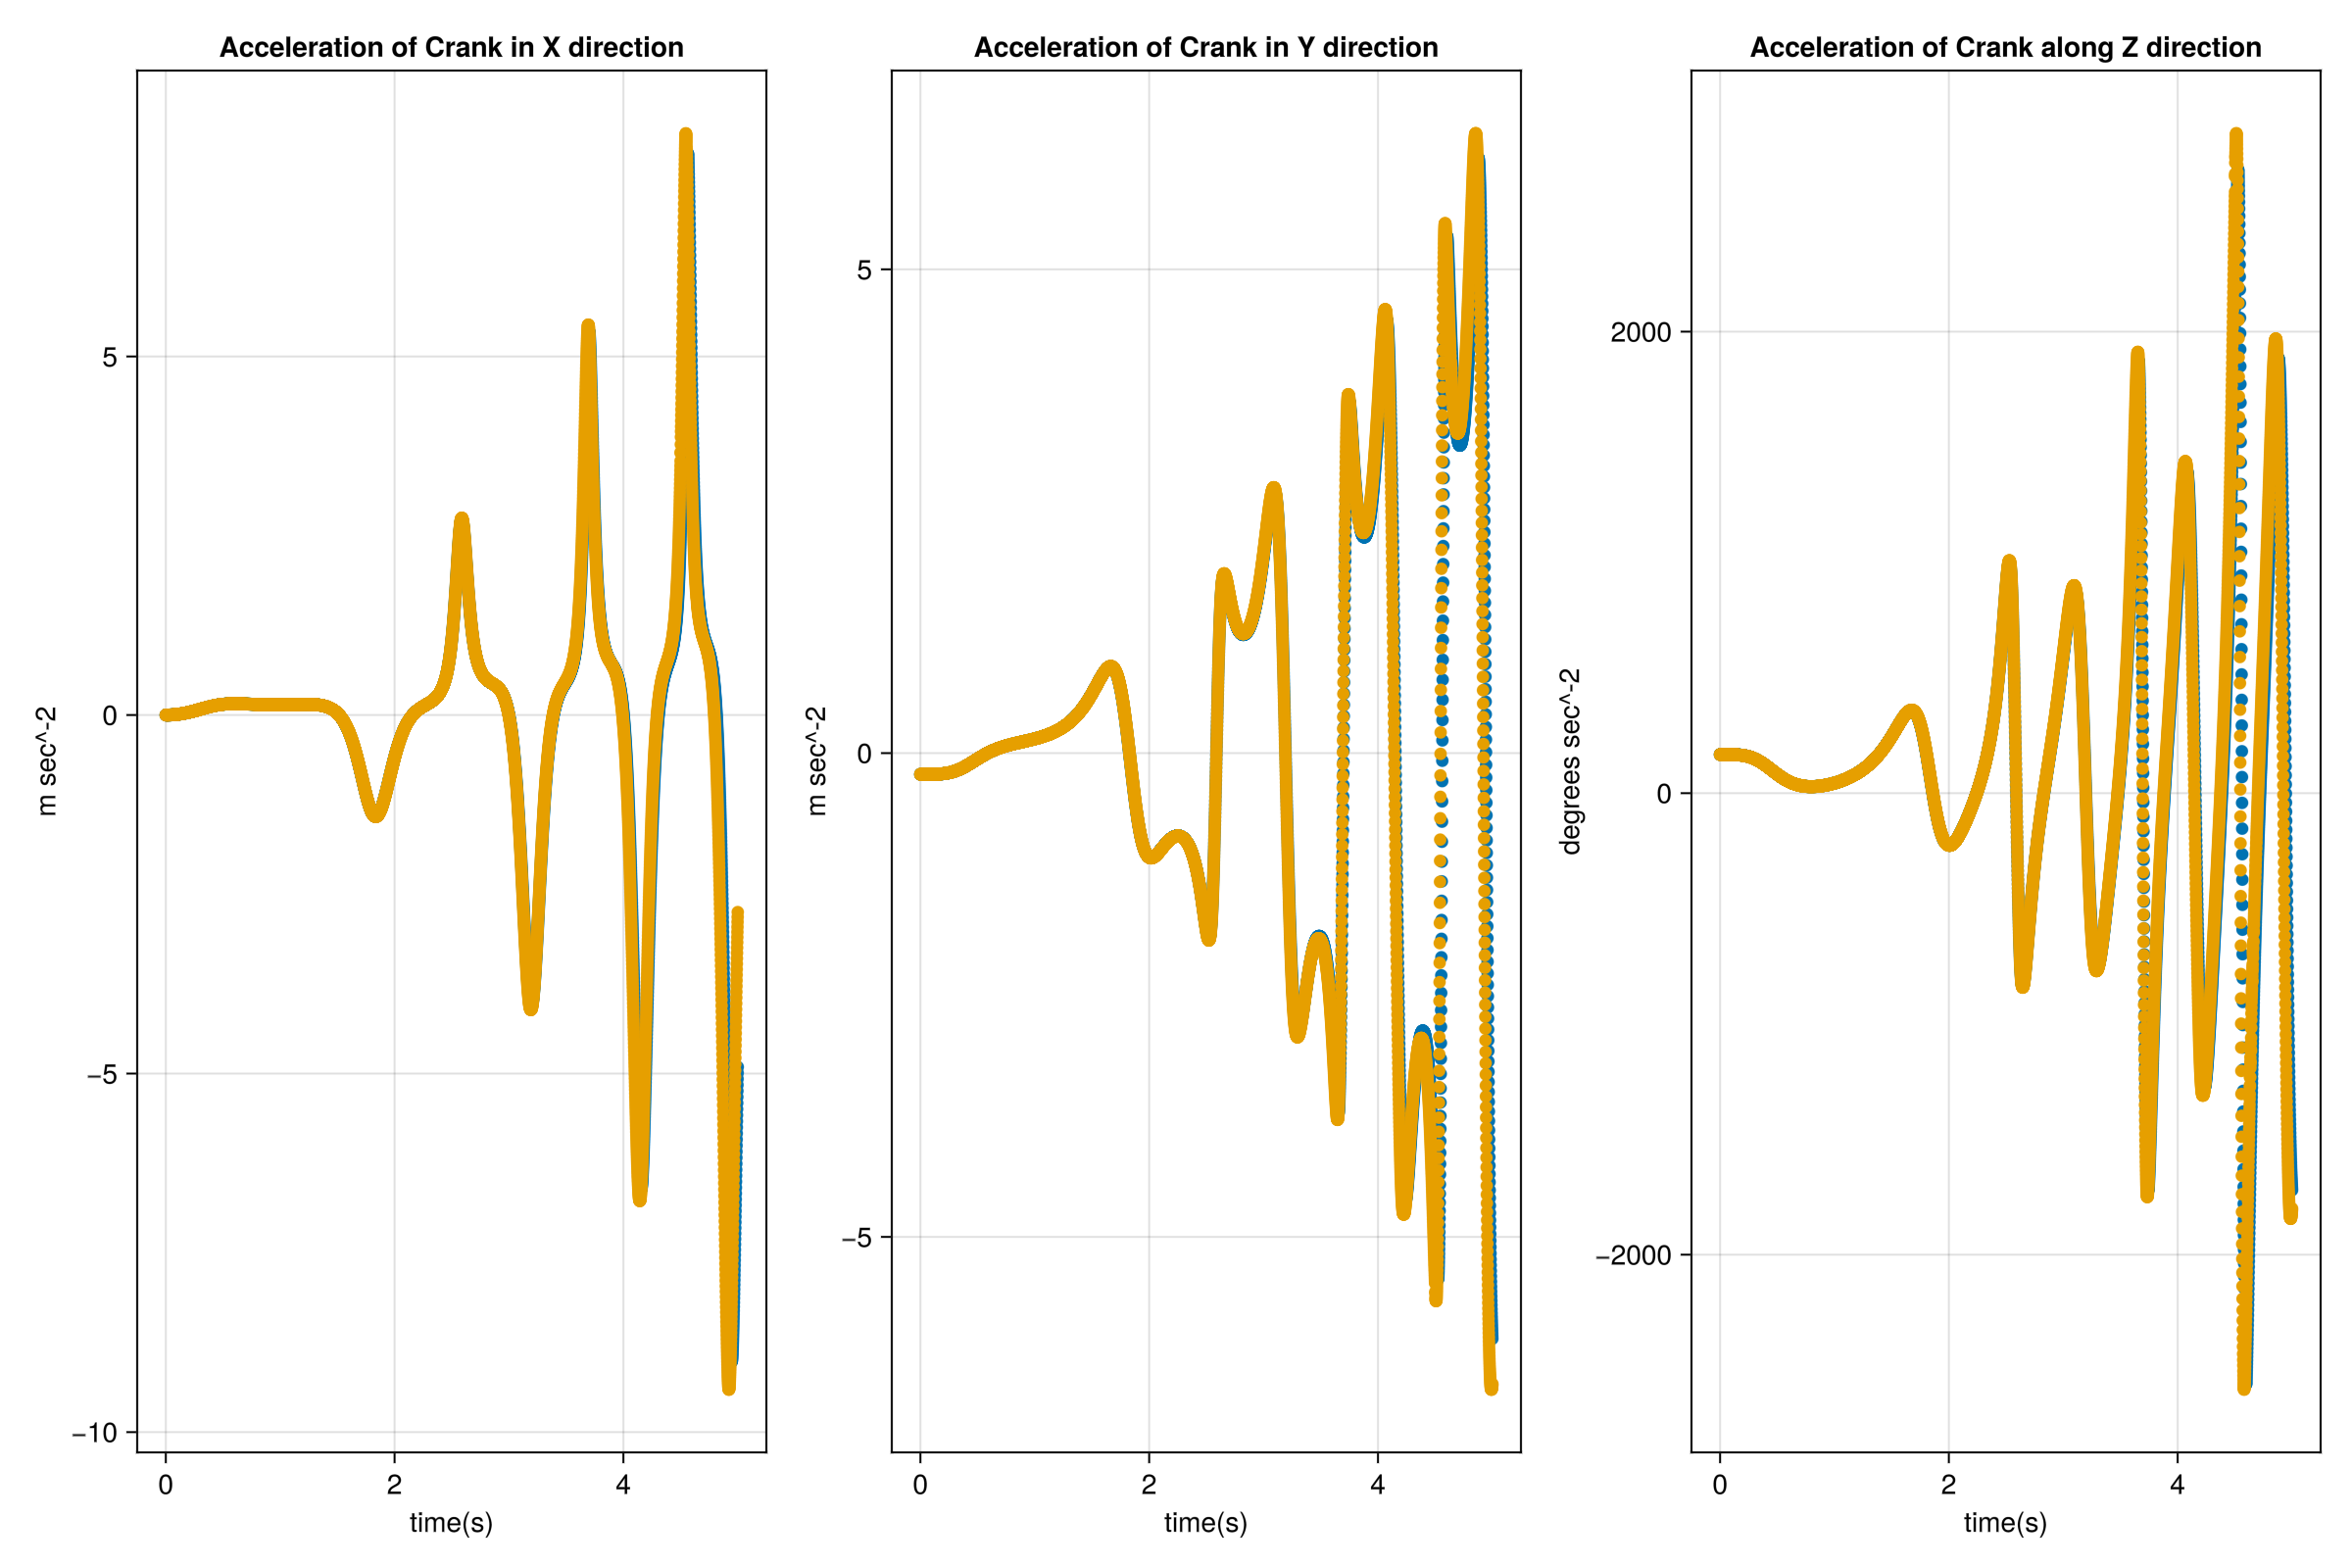 Acceleration of Crank in X direction
m sec^-2
5
0
−5
−10
0 2 4
time(s)
Acceleration of Crank in Y direction
m sec^-2
5
0
−5
0 2 4
time(s)
Acceleration of Crank along Z direction
degrees sec^-2
2000
0
−2000
0 2 4
time(s)